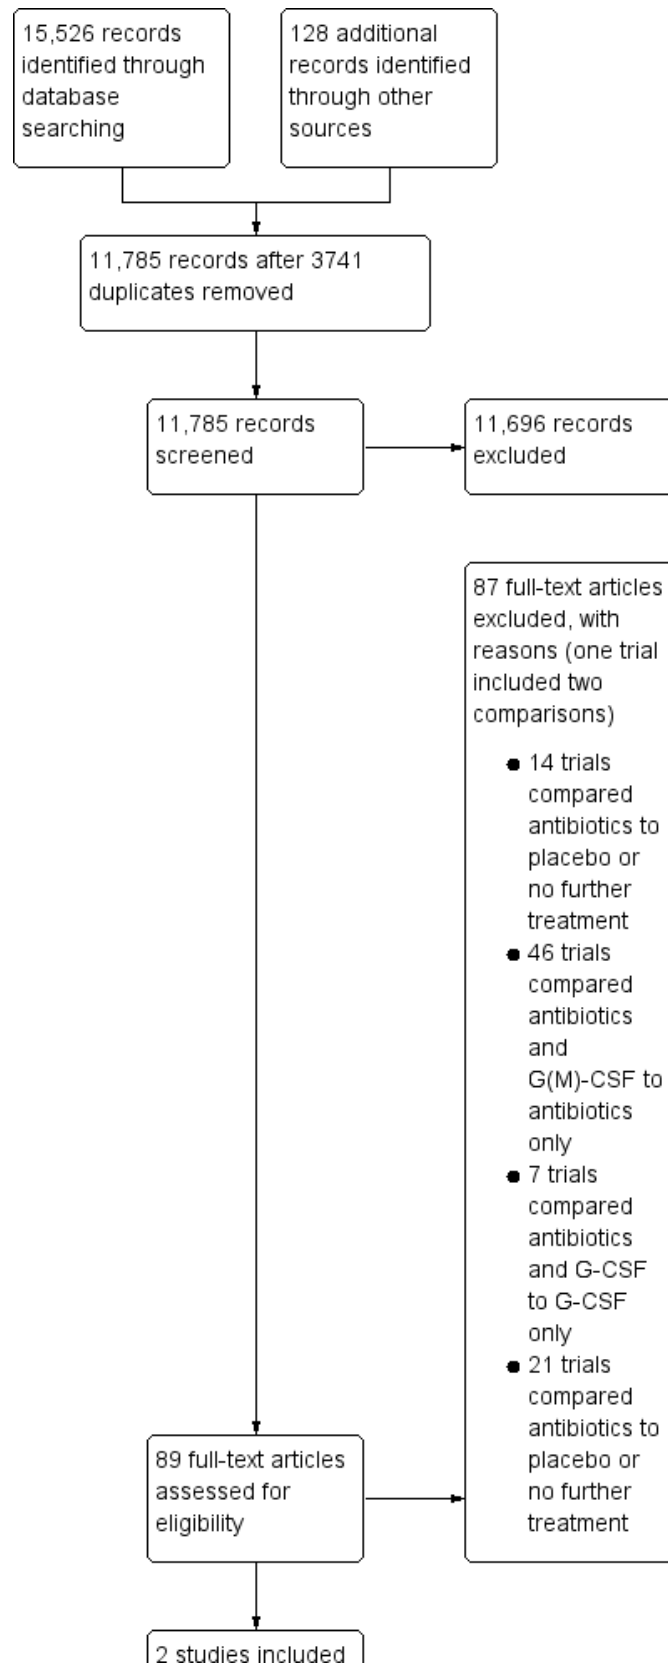 15,526 records
identified through
database
searching
128 additional
records identified
through other
sources
11,785 records after 3741
duplicates removed
11,785 records
screened
11,696 records
excluded
87 full-text articles
excluded, with
reasons (one trial
included two
comparisons)
● 14 trials
compared
antibiotics to
placebo or
no further
treatment
● 46 trials
compared
antibiotics
and
G(M)-CSF to
antibiotics
only
● 7 trials
compared
antibiotics
and G-CSF
to G-CSF
only
● 21 trials
compared
antibiotics to
placebo or
no further
treatment
89 full-text articles
assessed for
eligibility
2 studies included